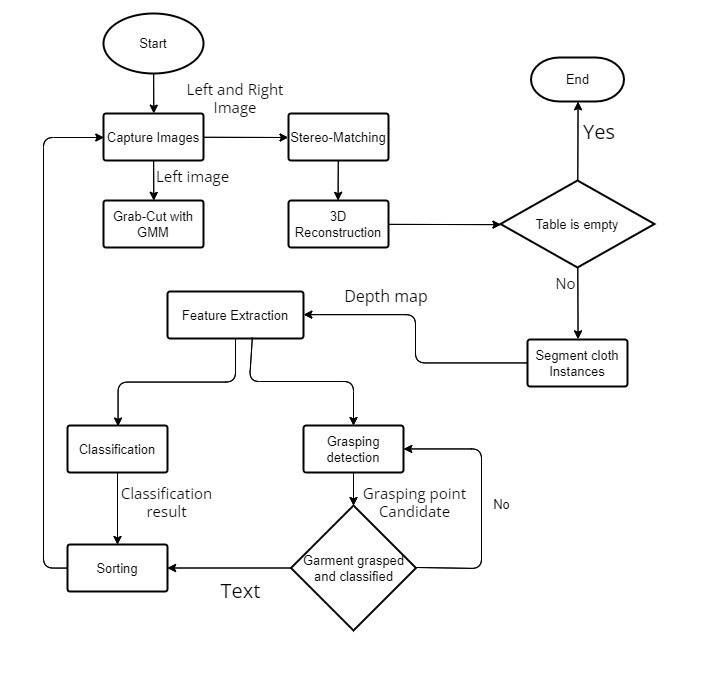 Start
End
Left and Right
Image
Yes
Capture Images
Stereo-Matching
Left image
Grab-Cut with
GMM
3D
Reconstruction
Table is empty
No
Depth map
Feature Extraction
Segment cloth
Instances
Classification
Grasping
detection
Classification
result
Grasping point
Candidate
No
Sorting
Garment grasped
and classified
Text